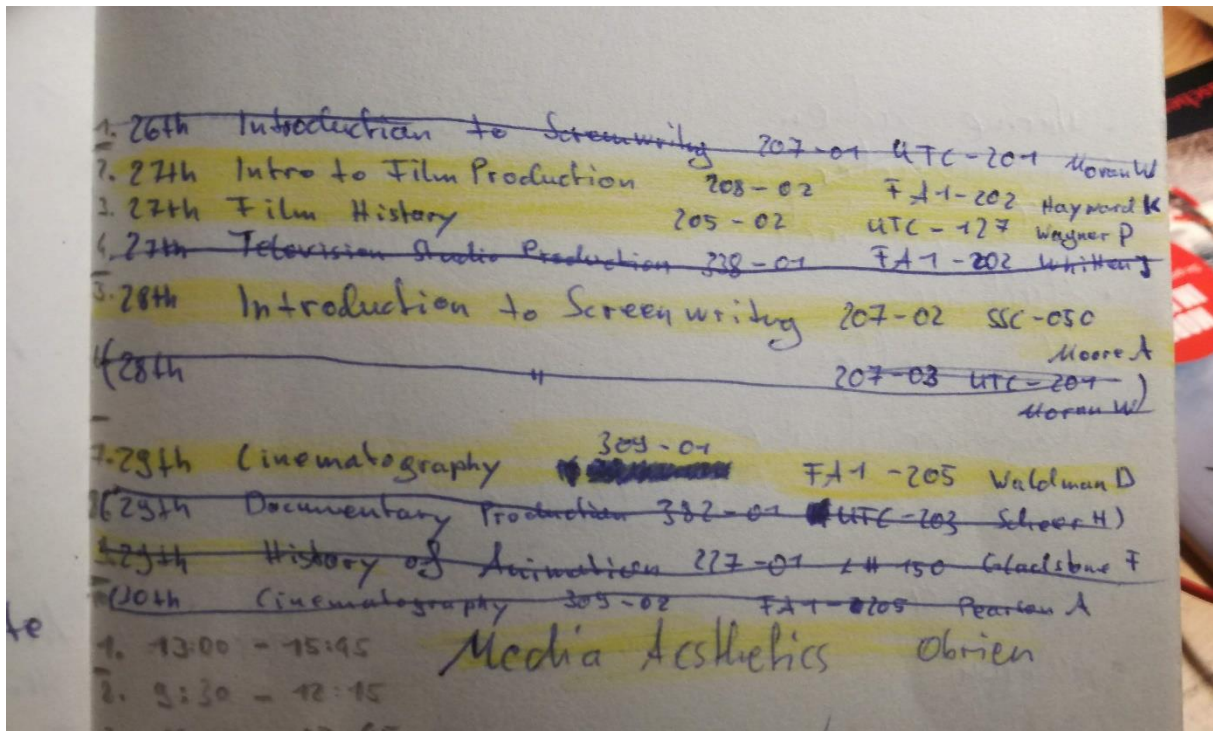 1. 26th Introduction to Screenwritng 207-01 UTC-201 Moran W
2. 27th Intro to Film Production 208-02 FA1-202 Hayward K
3. 27th Film History 205-02 UTC-127 Wagner P
4. 27th Television Studio Production 338-01 FA1-202 Whitten J
5. 28th Introduction to Screenwritng 207-02 SSC-050
Moore A
(28th " 207-03 UTC-201 )
Moran W
7. 29th Cinematography 309-01 FA1-205 Waldman D
(29th Documentary Production 382-01 UTC-203 Scheer H)
29th History of Animation 227-01 LH 150 Gladstone F
(30th Cinematography 309-02 FA1-205 Pearson A
Media Aesthetics Obrien
1. 13:00 - 15:45
2. 9:30 - 12:15
te